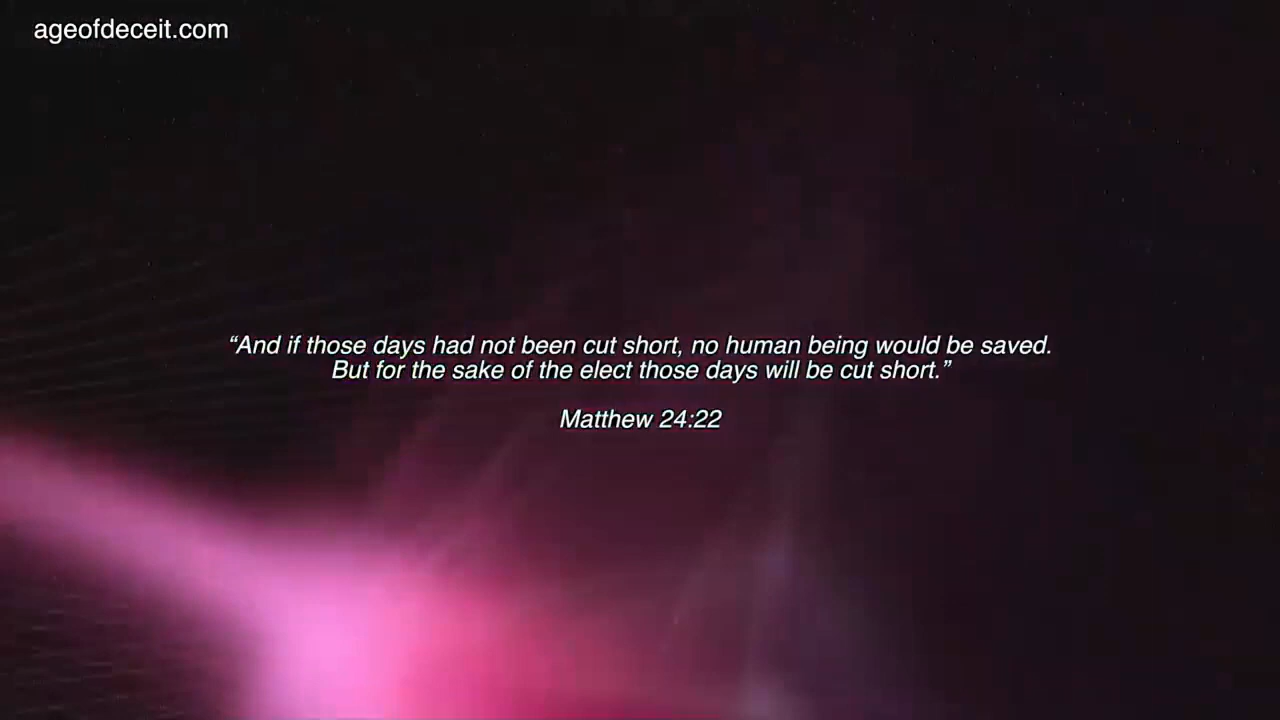 ageofdeceit.com
“And if those days had not been cut short, no human being would be saved.
But for the sake of the elect those days will be cut short.”
Matthew 24:22